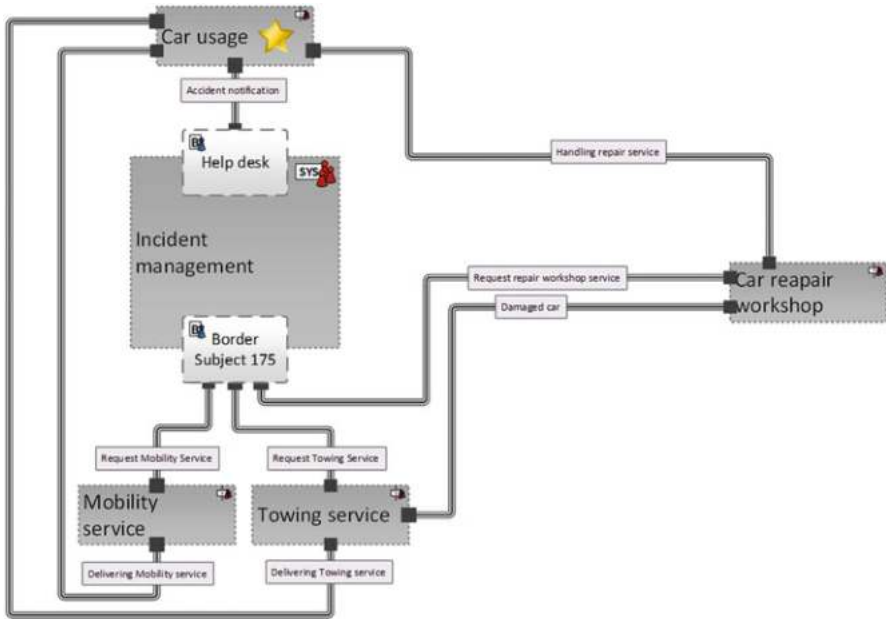 Car usage
Accident notification
Help desk
SYS
Handling repair service
Incident
management
Request repair workshop service
Car reapair
workshop
Damaged car
Border
Subject 175
Request Mobility Service
Request Towing Service
Mobility
service
Towing service
Delivering Mobility service
Delivering Towing service